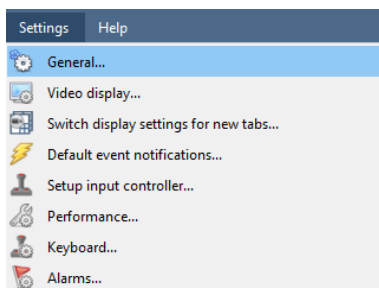 Settings Help
General...
Video display...
Switch display settings for new tabs...
Default event notifications...
Setup input controller...
Performance...
Keyboard...
Alarms...